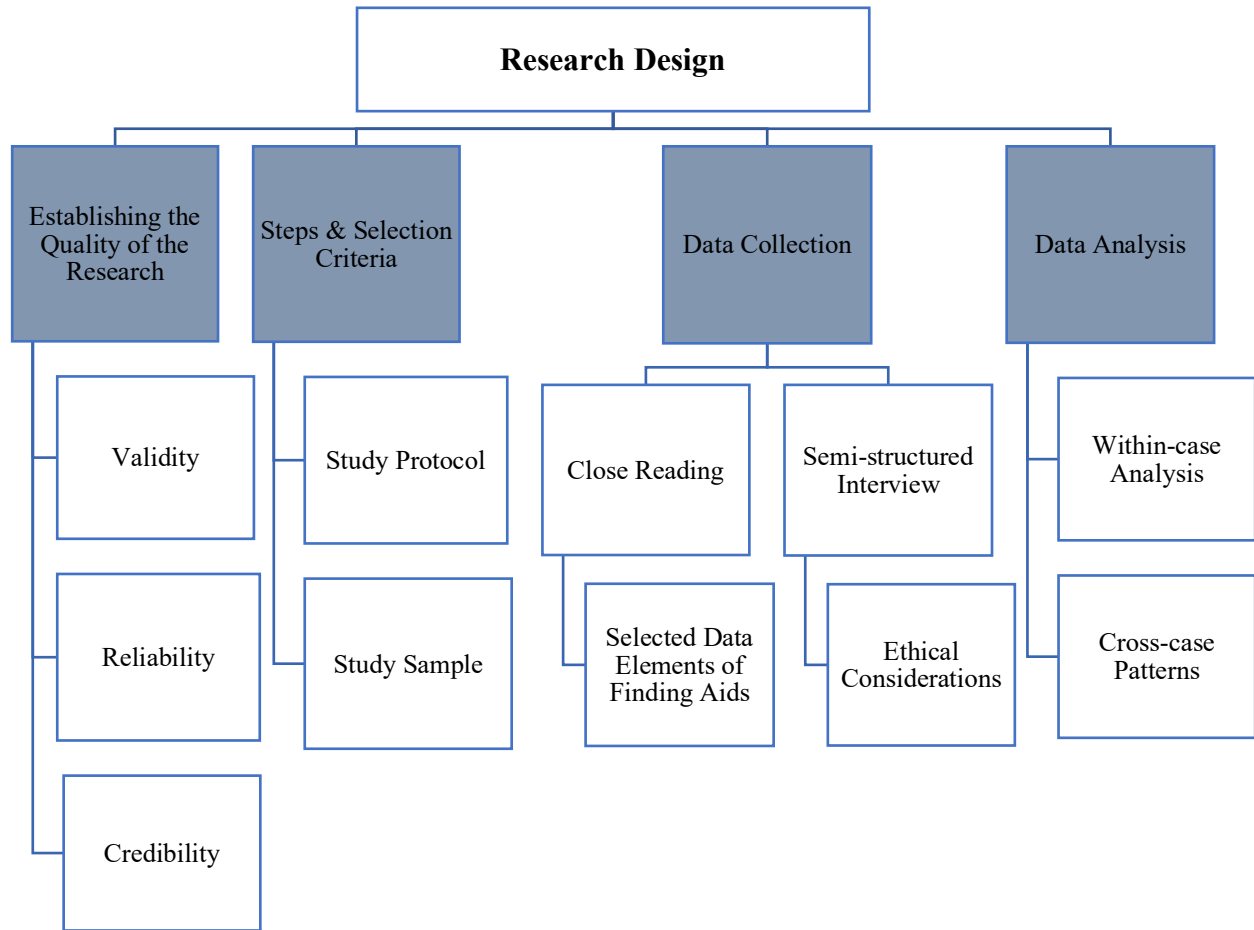 Research Design
Establishing the
Quality of the
Research
Steps & Selection
Criteria
Data Collection
Data Analysis
Validity
Study Protocol
Close Reading
Semi-structured
Interview
Within-case
Analysis
Reliability
Study Sample
Selected Data
Elements of
Finding Aids
Ethical
Considerations
Cross-case
Patterns
Credibility